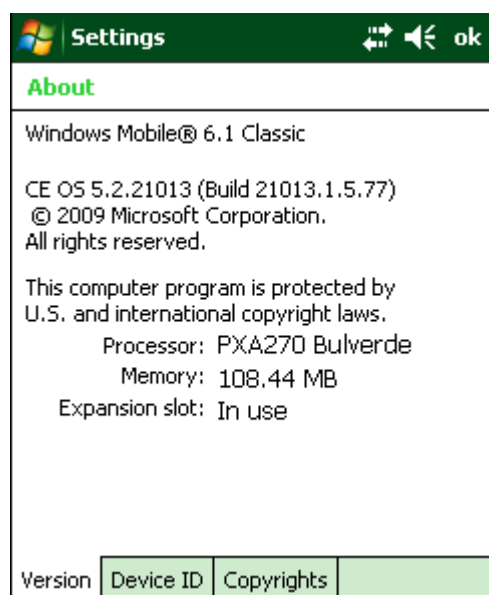 Settings
ok
About
Windows Mobile® 6.1 Classic
CE OS 5.2.21013 (Build 21013.1.5.77)
© 2009 Microsoft Corporation.
All rights reserved.
This computer program is protected by
U.S. and international copyright laws.
Processor: PXA270 Bulverde
Memory: 108.44 MB
Expansion slot: In use
Version Device ID Copyrights